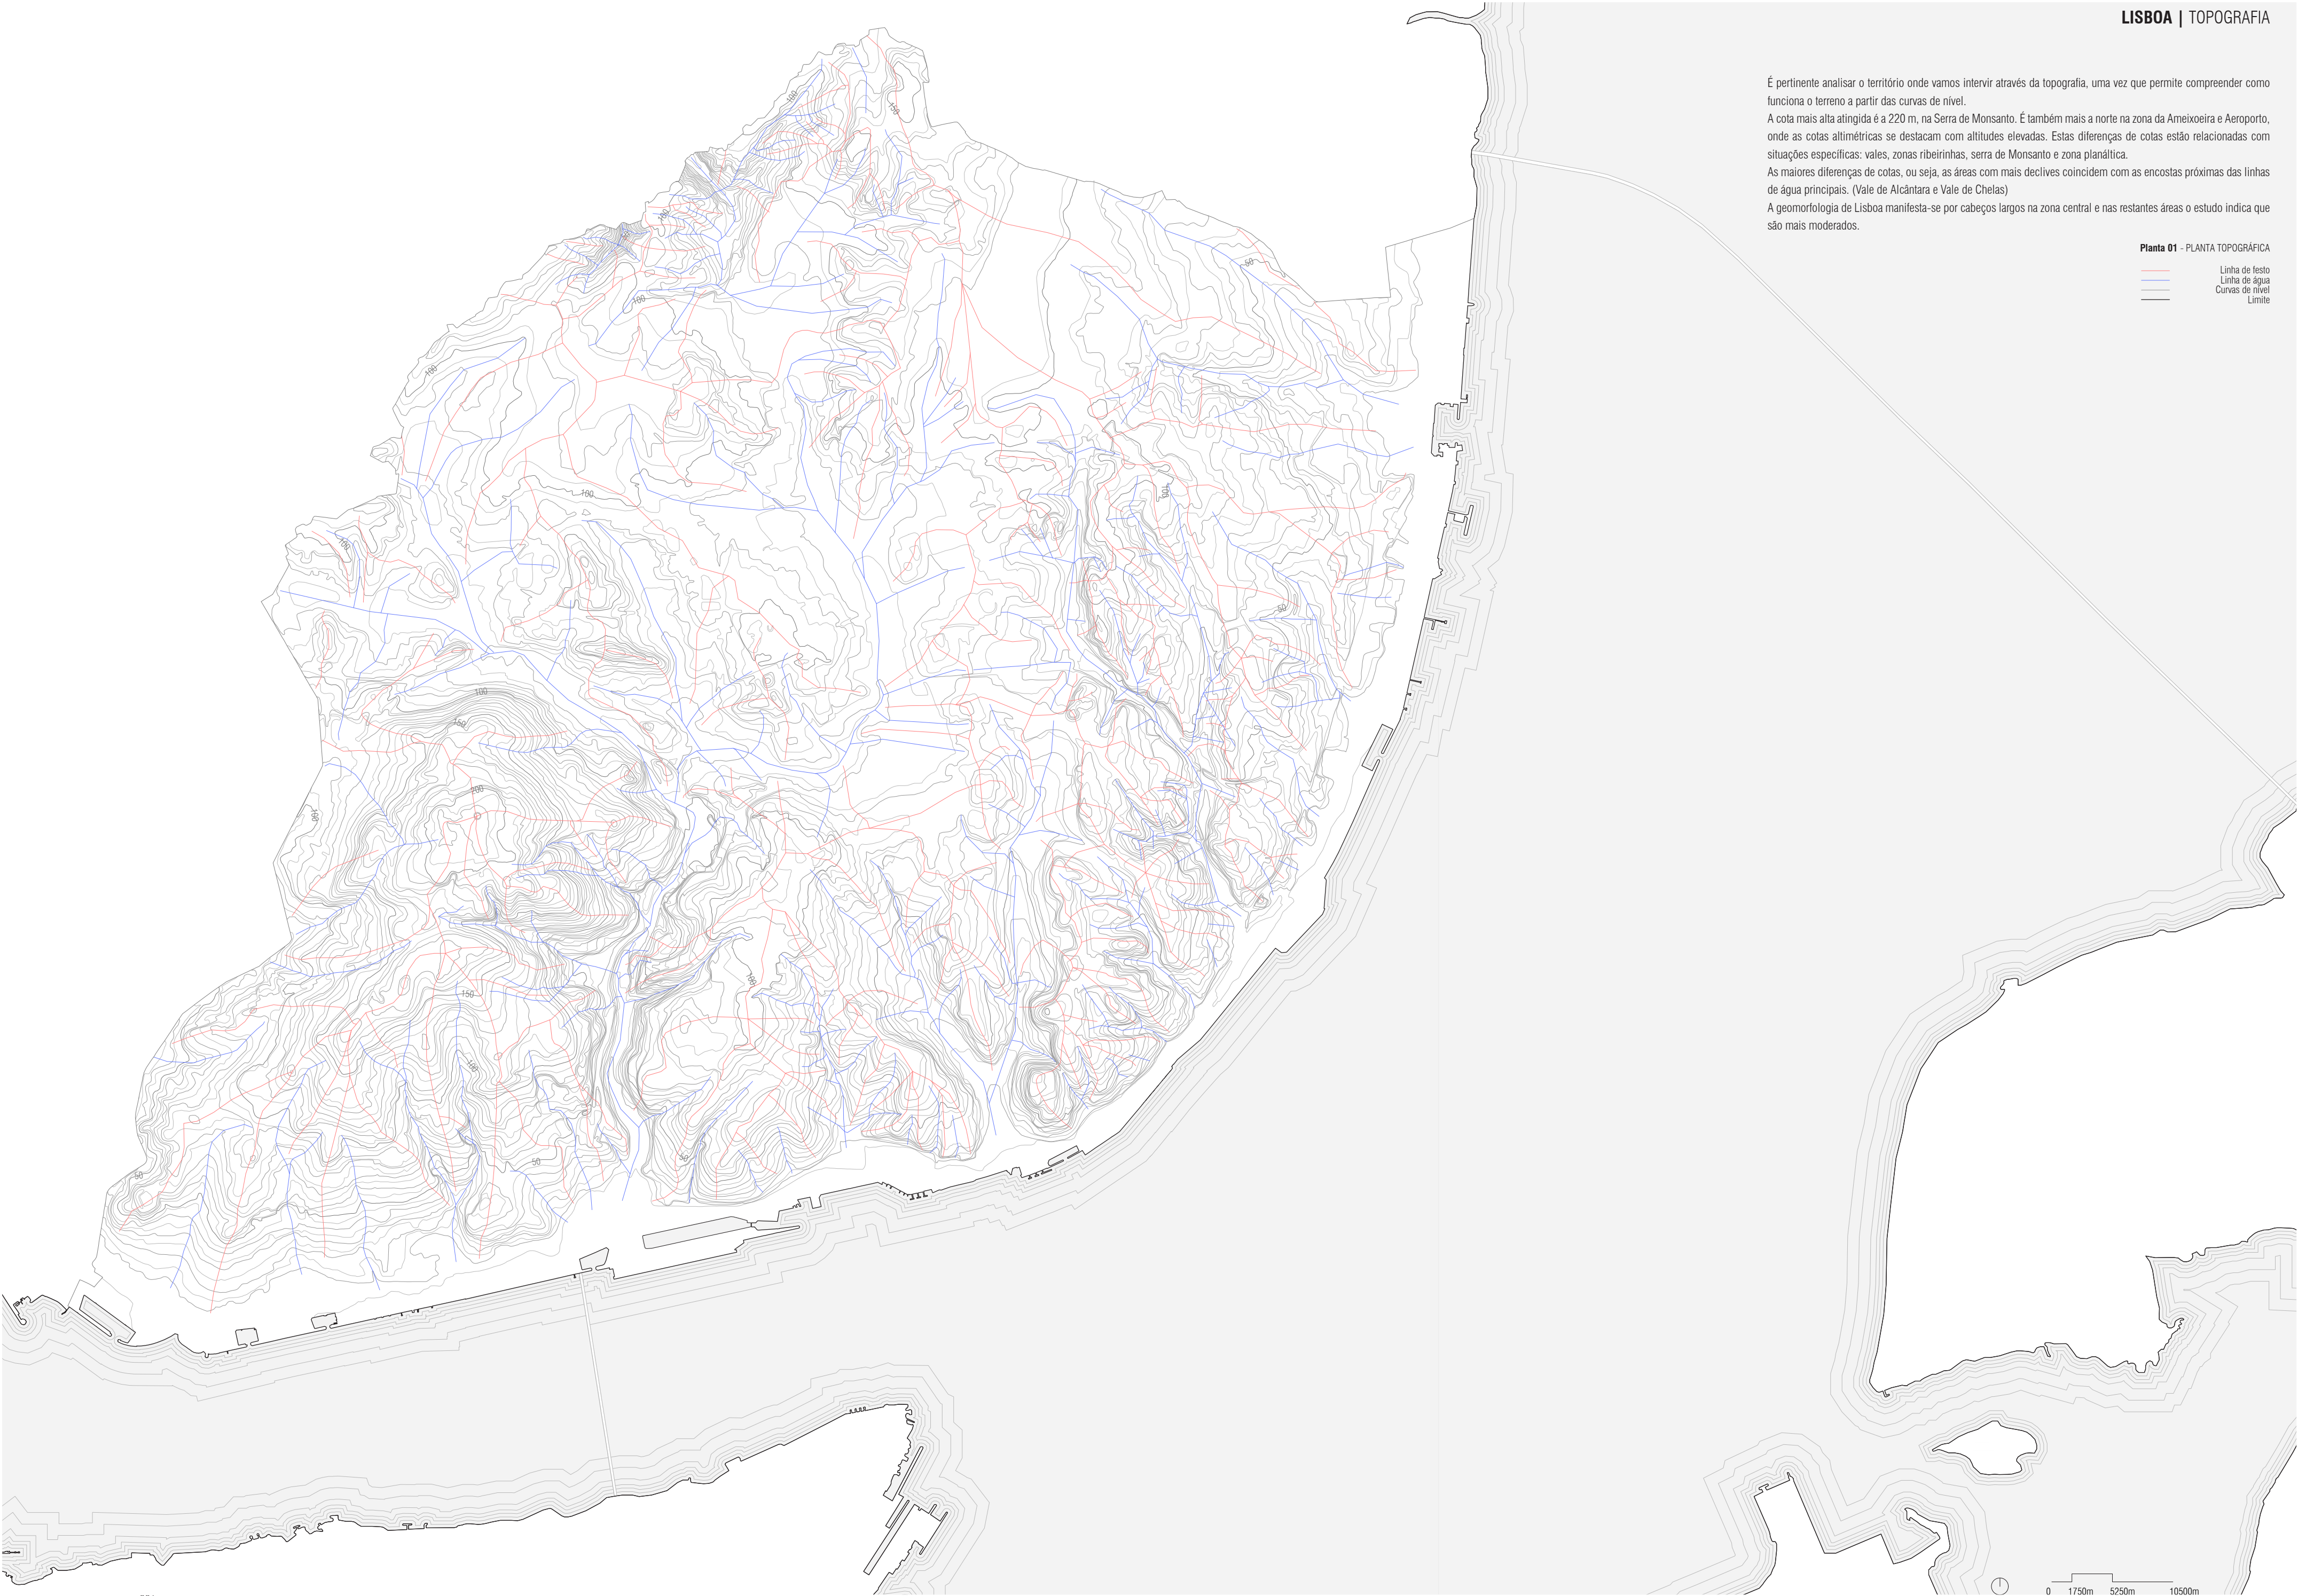 LISBOA | TOPOGRAFIA
É pertinente analisar o território onde vamos intervir através da topografia, uma vez que permite compreender como
funciona o terreno a partir das curvas de nível.
A cota mais alta atingida é a 220 m, na Serra de Monsanto. É também mais a norte na zona da Ameixoeira e Aeroporto,
onde as cotas altimétricas se destacam com altitudes elevadas. Estas diferenças de cotas estão relacionadas com
situações específicas: vales, zonas ribeirinhas, serra de Monsanto e zona planáltica.
As maiores diferenças de cotas, ou seja, as áreas com mais declives coincidem com as encostas próximas das linhas
de água principais. (Vale de Alcântara e Vale de Chelas)
A geomorfologia de Lisboa manifesta-se por cabeços largos na zona central e nas restantes áreas o estudo indica que
são mais moderados.
Planta 01 - PLANTA TOPOGRÁFICA
Linha de festo
Linha de água
Curvas de nível
Limite
100
150
100
50
100
100
100
100
100
50
100
150
200
100
100
150
100
50
50
50
0 1750m 5250m 10500m